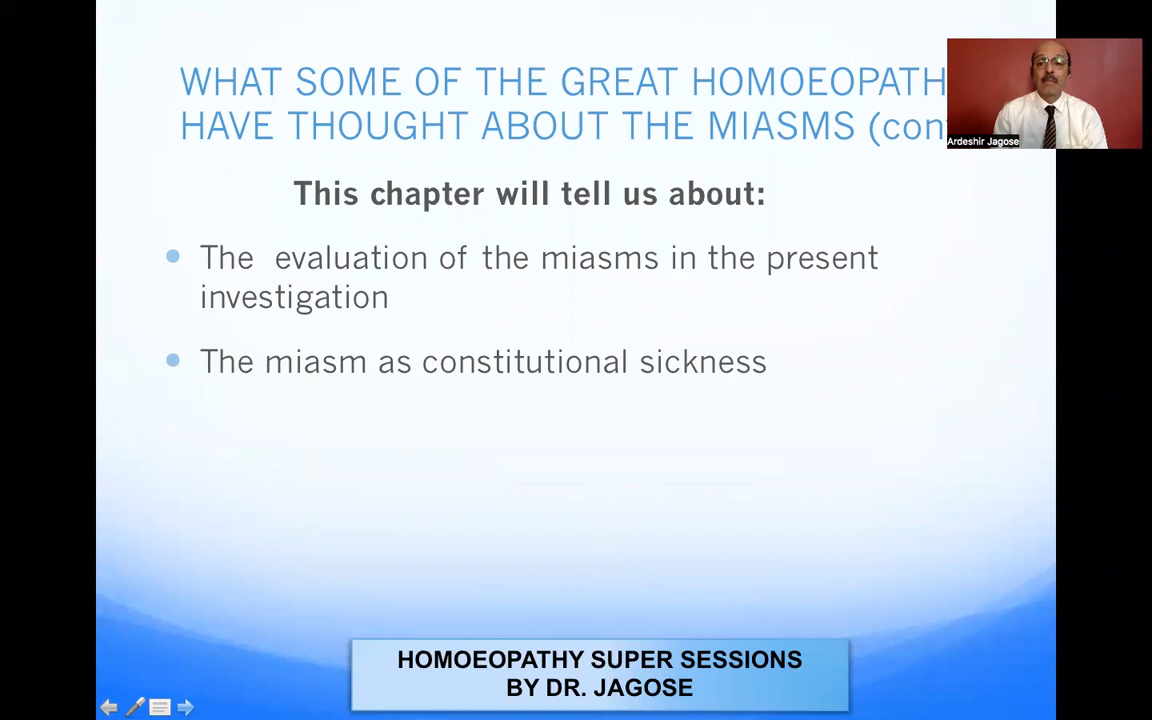 WHAT SOME OF THE GREAT HOMOEOPATH
HAVE THOUGHT ABOUT THE MIASMS (con
Ardeshir Jagose
This chapter will tell us about:
The evaluation of the miasms in the present
investigation
The miasm as constitutional sickness
HOMOEOPATHY SUPER SESSIONS
BY DR. JAGOSE